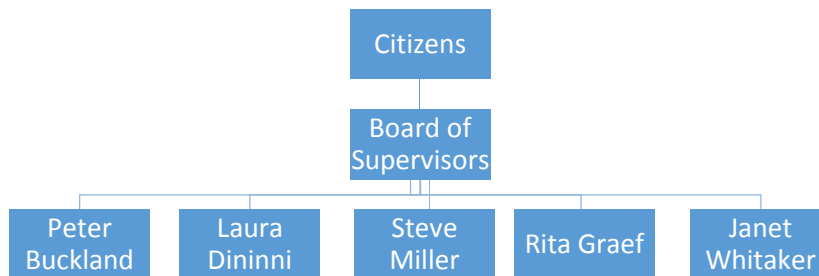 Citizens
Board of
Supervisors
Peter
Buckland
Laura
Dininni
Steve
Miller
Rita Graef
Janet
Whitaker